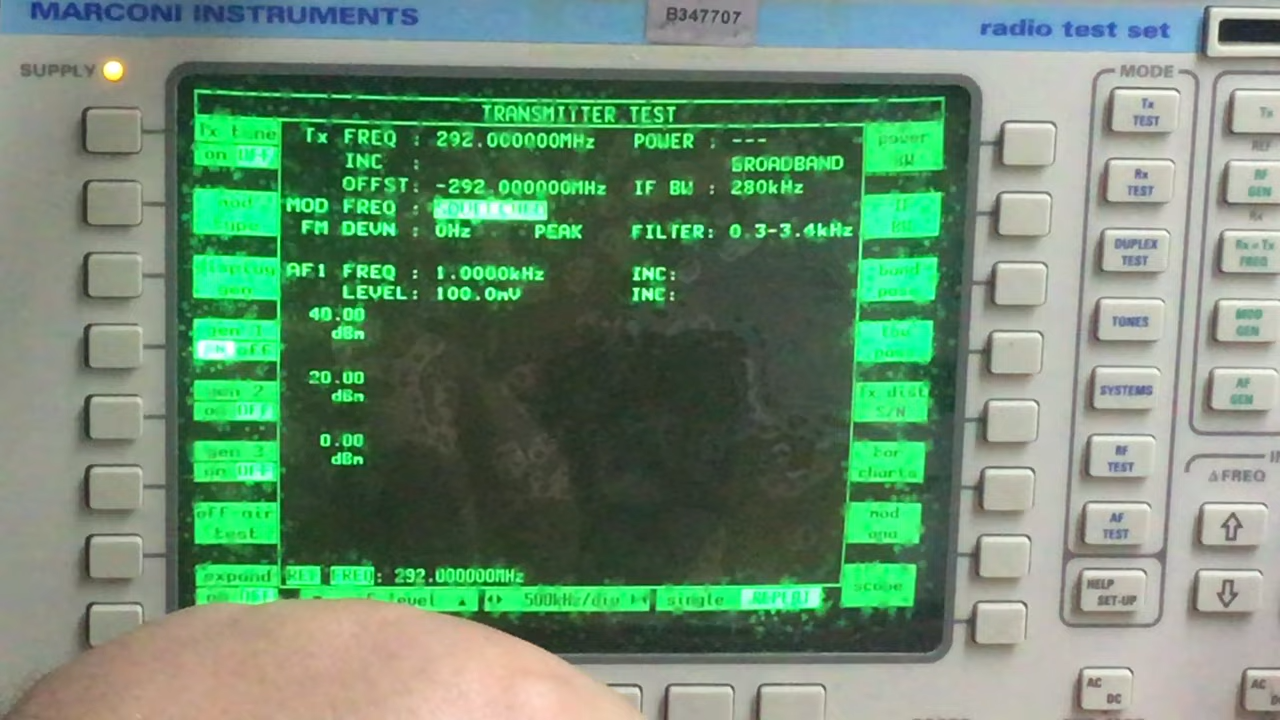 MARCONI INSTRUMENTS
B347707
radio test set
SUPPLY
TRANSMITTER TEST
Tx FREQ : 292.000000MHz POWER : ---
INC : BROADBAND
OFFST: -292.000000MHz IF BW : 280kHz
MOD FREQ :
FM DEVN : 0Hz PEAK FILTER: 0.3-3.4kHz
AF1 FREQ : 1.0000kHz INC:
LEVEL: 100.0mV INC:
40.00
dBm
20.00
dBm
0.00
dBm
REF FREQ: 292.000000MHz
level 500kHz/div single REPEAT
Tx tune
on OFF
mod
type
display
gen
gen 1
ON off
gen 2
on OFF
gen 3
on OFF
off air
test
expand
on OFF
power
BW
IF
BW
band
pass
low
pass
Tx dist
S/N
bar
charts
mod
scope
MODE
Tx
TEST
Rx
TEST
DUPLEX
TEST
TONES
SYSTEMS
RF
TEST
AF
TEST
HELP
SET-UP
Tx
RF
GEN
Rx=Tx
FREQ
MOD
GEN
AF
GEN
ΔFREQ
AC
DC
AC